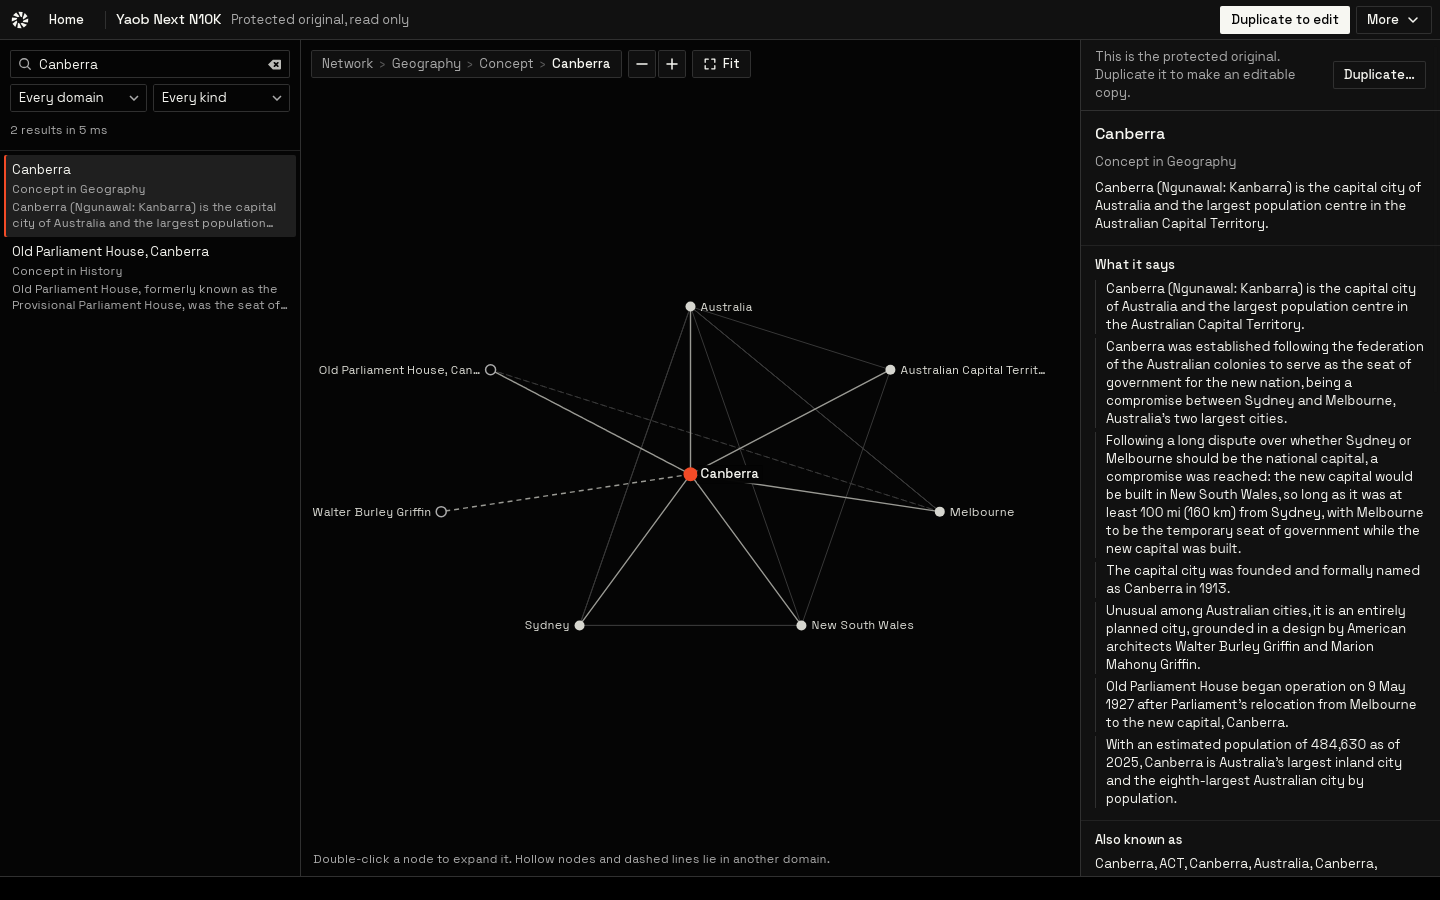 Home
Yaob Next N10K
Protected original, read only
Duplicate to edit
More
Canberra
Every domain
Every kind
2 results in 5 ms
Canberra
Concept in Geography
Canberra (Ngunawal: Kanbarra) is the capital
city of Australia and the largest population…
Old Parliament House, Canberra
Concept in History
Old Parliament House, formerly known as the
Provisional Parliament House, was the seat of…
Network > Geography > Concept > Canberra
Fit
Australia
Old Parliament House, Can…
Australian Capital Territ…
Canberra
Walter Burley Griffin
Melbourne
Sydney
New South Wales
Double-click a node to expand it. Hollow nodes and dashed lines lie in another domain.
This is the protected original.
Duplicate it to make an editable
copy.
Duplicate…
Canberra
Concept in Geography
Canberra (Ngunawal: Kanbarra) is the capital city of
Australia and the largest population centre in the
Australian Capital Territory.
What it says
Canberra (Ngunawal: Kanbarra) is the capital city
of Australia and the largest population centre in
the Australian Capital Territory.
Canberra was established following the federation
of the Australian colonies to serve as the seat of
government for the new nation, being a
compromise between Sydney and Melbourne,
Australia's two largest cities.
Following a long dispute over whether Sydney or
Melbourne should be the national capital, a
compromise was reached: the new capital would
be built in New South Wales, so long as it was at
least 100 mi (160 km) from Sydney, with Melbourne
to be the temporary seat of government while the
new capital was built.
The capital city was founded and formally named
as Canberra in 1913.
Unusual among Australian cities, it is an entirely
planned city, grounded in a design by American
architects Walter Burley Griffin and Marion
Mahony Griffin.
Old Parliament House began operation on 9 May
1927 after Parliament's relocation from Melbourne
to the new capital, Canberra.
With an estimated population of 484,630 as of
2025, Canberra is Australia's largest inland city
and the eighth-largest Australian city by
population.
Also known as
Canberra, ACT, Canberra, Australia, Canberra,